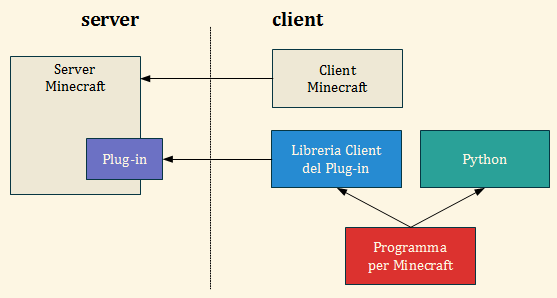 server
client
Server
Minecraft
Client
Minecraft
Plug-in
Libreria Client
del Plug-in
Python
Programma
per Minecraft